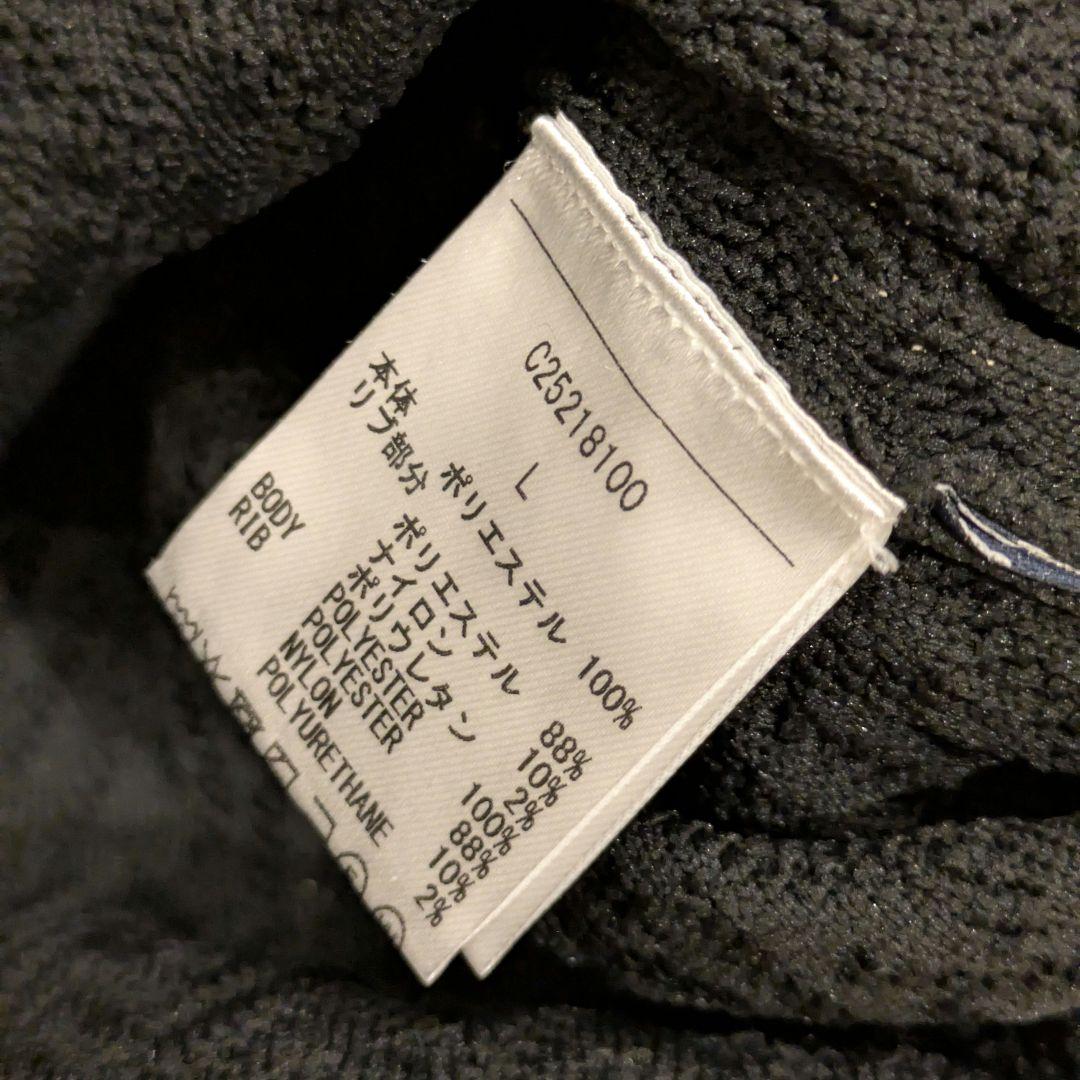 C25218100
L
本体 ポリエステル 100%
リブ部分 ポリエステル 88%
ナイロン 10%
ポリウレタン 2%
BODY POLYESTER 100%
RIB POLYESTER 88%
NYLON 10%
POLYURETHANE 2%